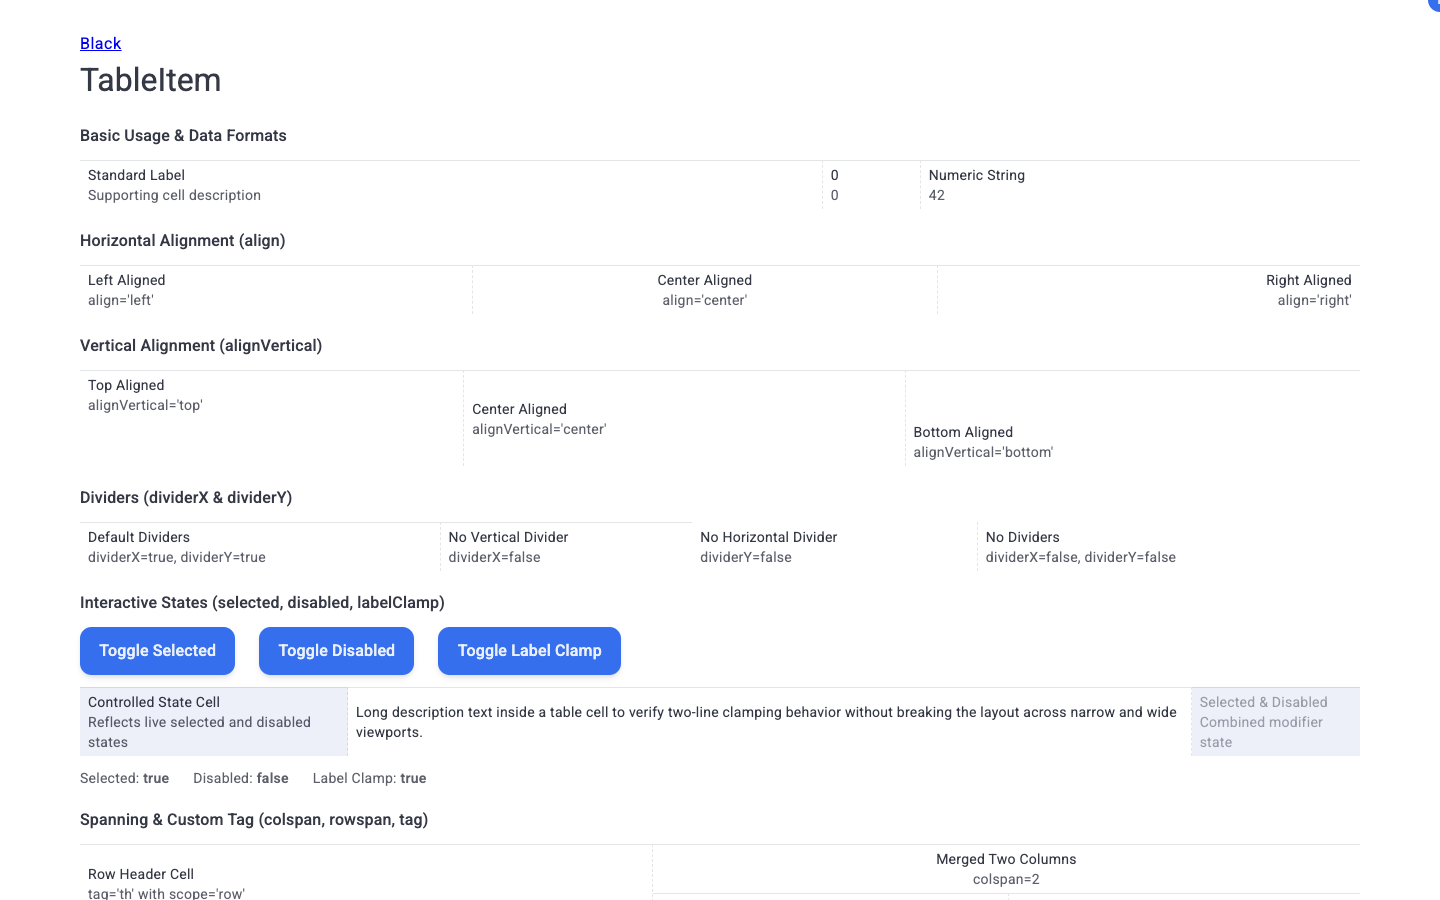 Black
TableItem
Basic Usage & Data Formats
Standard Label
Supporting cell description
0
0
Numeric String
42
Horizontal Alignment (align)
Left Aligned
align='left'
Center Aligned
align='center'
Right Aligned
align='right'
Vertical Alignment (alignVertical)
Top Aligned
alignVertical='top'
Center Aligned
alignVertical='center'
Bottom Aligned
alignVertical='bottom'
Dividers (dividerX & dividerY)
Default Dividers
dividerX=true, dividerY=true
No Vertical Divider
dividerX=false
No Horizontal Divider
dividerY=false
No Dividers
dividerX=false, dividerY=false
Interactive States (selected, disabled, labelClamp)
Toggle Selected
Toggle Disabled
Toggle Label Clamp
Controlled State Cell
Reflects live selected and disabled
states
Long description text inside a table cell to verify two-line clamping behavior without breaking the layout across narrow and wide
viewports.
Selected & Disabled
Combined modifier
state
Selected: true
Disabled: false
Label Clamp: true
Spanning & Custom Tag (colspan, rowspan, tag)
Row Header Cell
tag='th' with scope='row'
Merged Two Columns
colspan=2